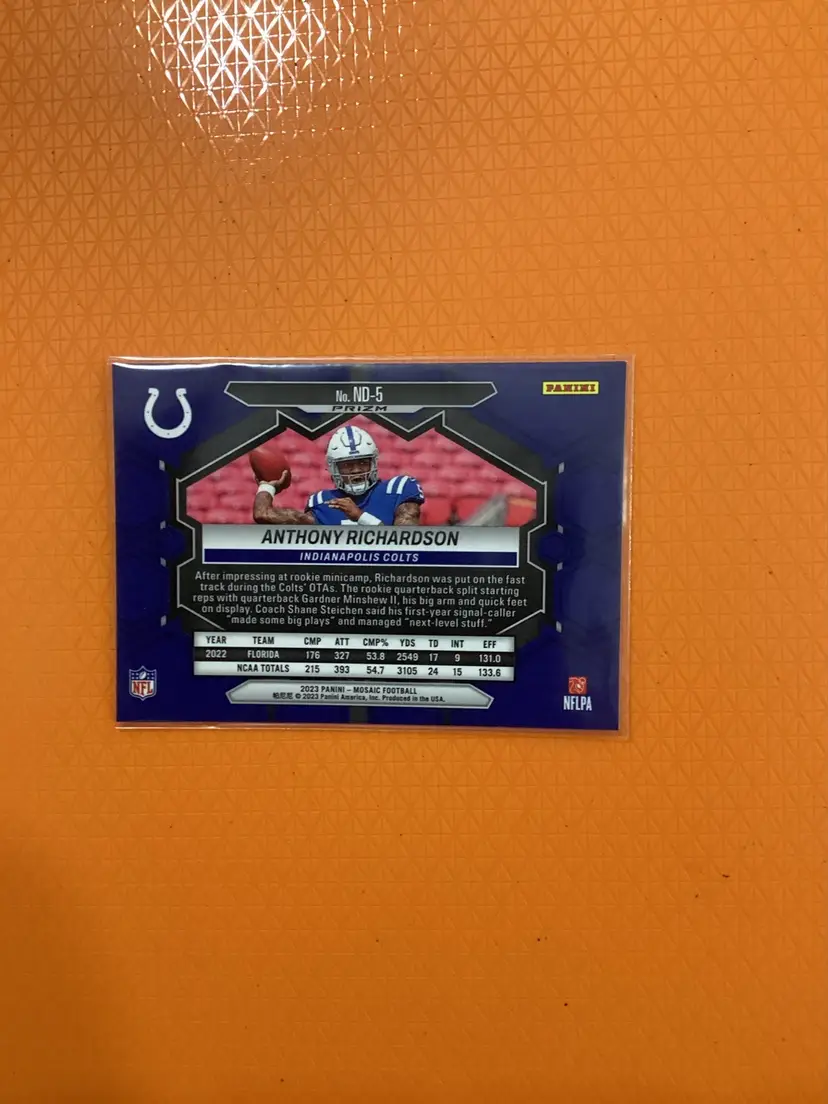 No. ND-5
PRIZM
PANINI
ANTHONY RICHARDSON
INDIANAPOLIS COLTS
After impressing at rookie minicamp, Richardson was put on the fast
track during the Colts' OTAs. The rookie quarterback split starting
reps with quarterback Gardner Minshew II, his big arm and quick feet
on display. Coach Shane Steichen said his first-year signal-caller
"made some big plays" and managed "next-level stuff."
YEAR TEAM CMP ATT CMP% YDS TD INT EFF
2022 FLORIDA 176 327 53.8 2549 17 9 131.0
NCAA TOTALS 215 393 54.7 3105 24 15 133.6
2023 PANINI – MOSAIC FOOTBALL
帕尼尼 © 2023 Panini America, Inc. Produced in the USA.
NFL
NFLPA